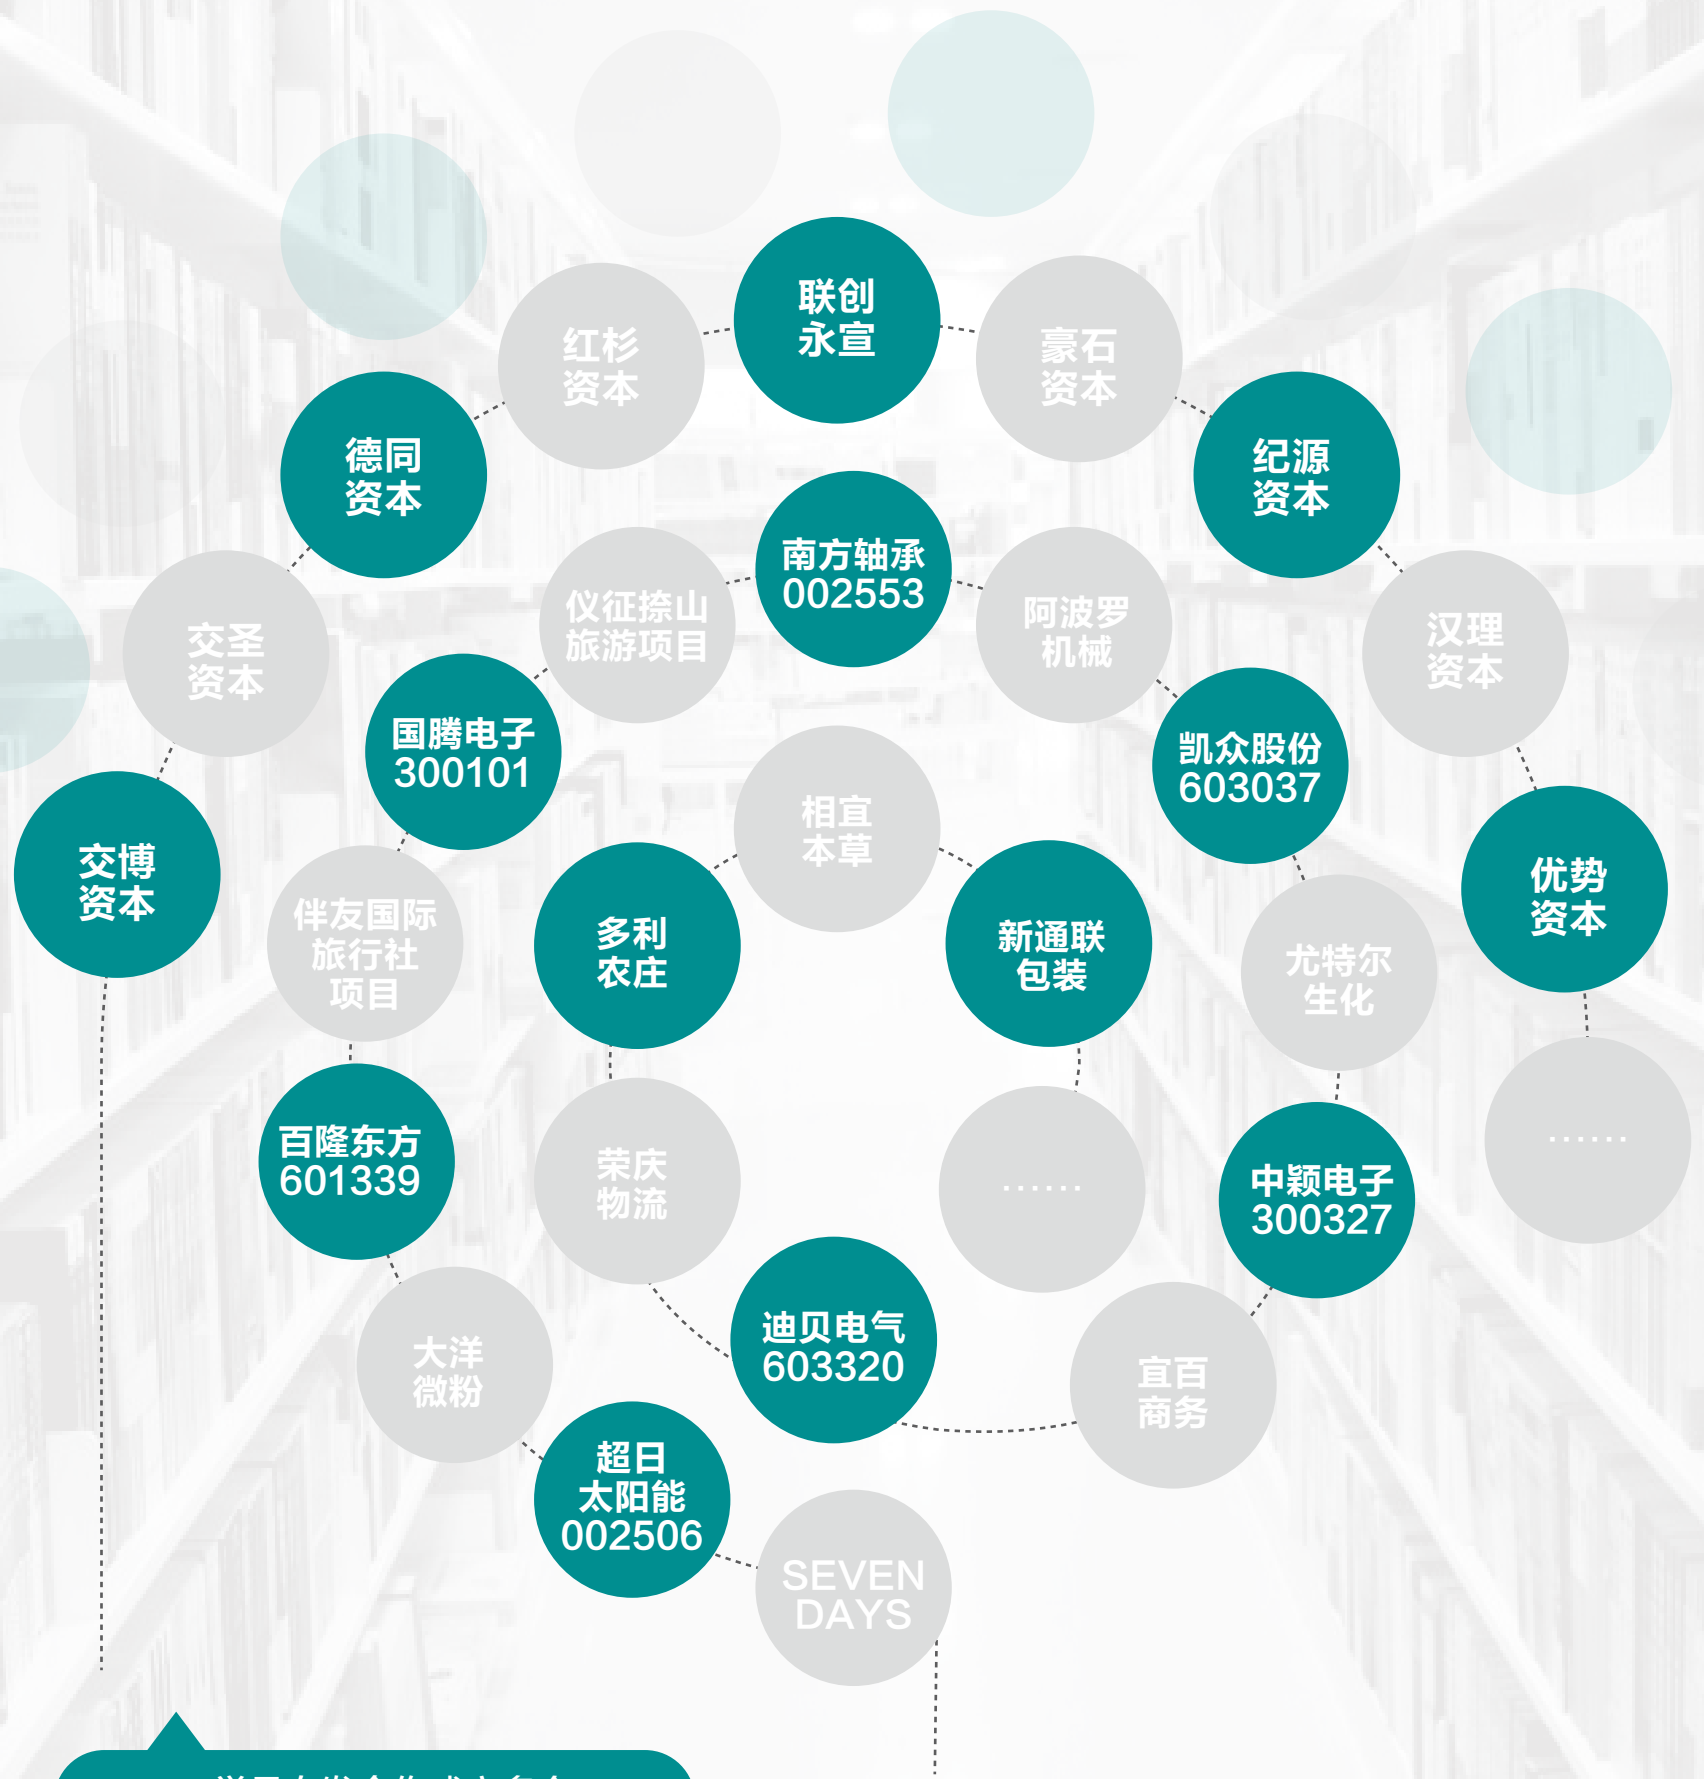 联创
永宣
红杉
资本
豪石
资本
德同
资本
纪源
资本
南方轴承
002553
仪征捺山
旅游项目
阿波罗
机械
交圣
资本
汉理
资本
国腾电子
300101
凯众股份
603037
相宜
本草
交博
资本
优势
资本
伴友国际
旅行社
项目
多利
农庄
新通联
包装
尤特尔
生化
百隆东方
601339
荣庆
物流
······
······
中颖电子
300327
迪贝电气
603320
大洋
微粉
宜百
商务
超日
太阳能
002506
SEVEN
DAYS